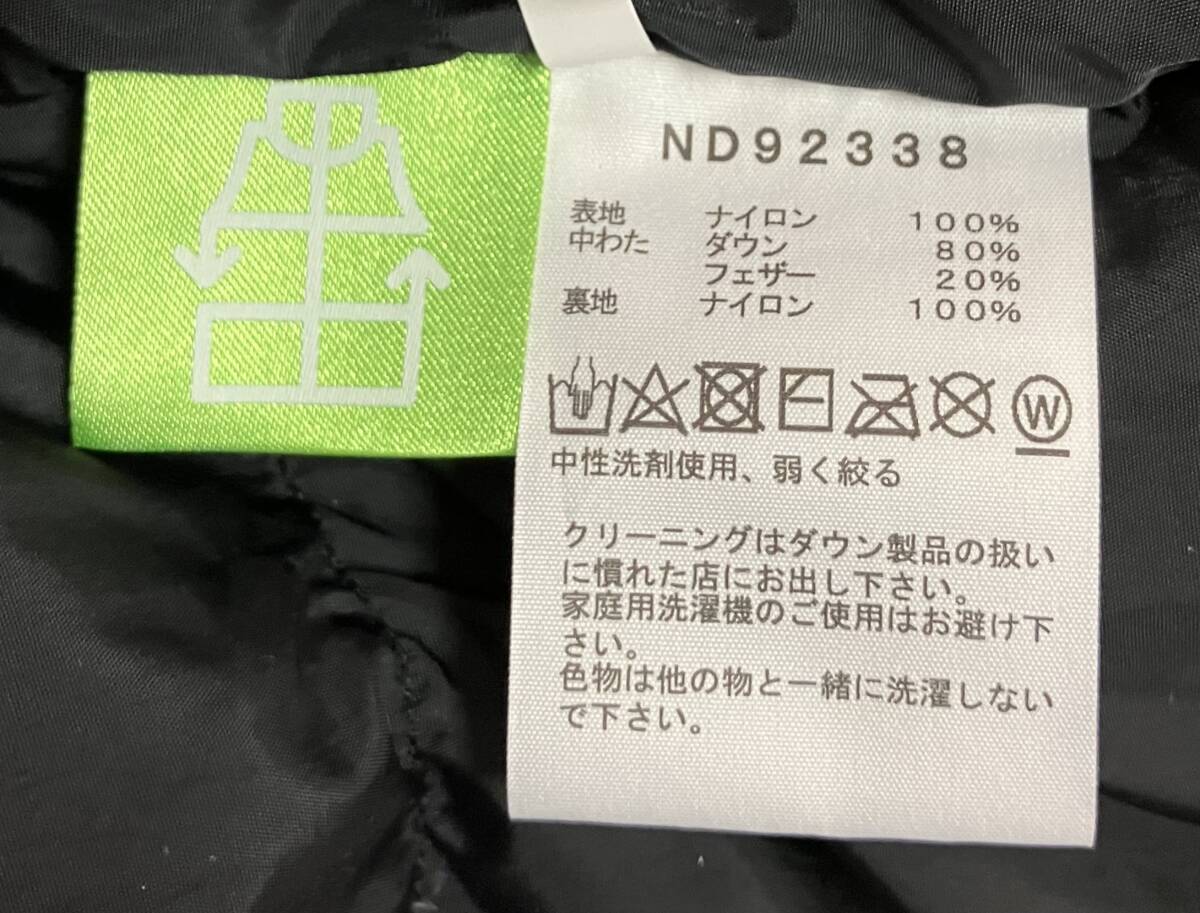 ND92338
表地 ナイロン 100%
中わた ダウン 80%
フェザー 20%
裏地 ナイロン 100%
W
中性洗剤使用、弱く絞る
クリーニングはダウン製品の扱い
に慣れた店にお出し下さい。
家庭用洗濯機のご使用はお避け下
さい。
色物は他の物と一緒に洗濯しない
で下さい。